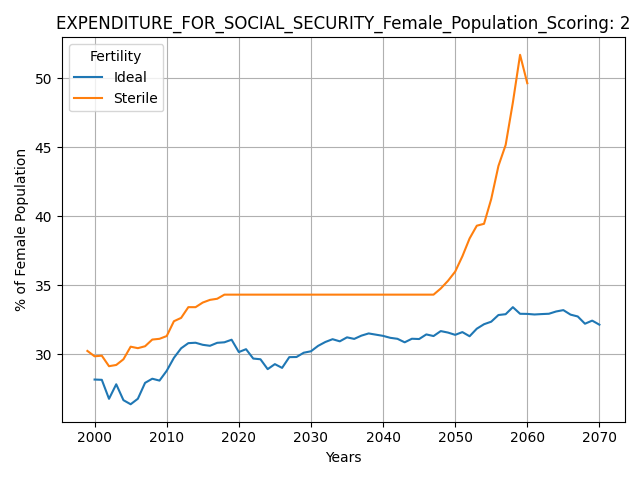 EXPENDITURE_FOR_SOCIAL_SECURITY_Female_Population_Scoring: 2
Fertility
Ideal
Sterile
50
45
40
35
30
% of Female Population
2000 2010 2020 2030 2040 2050 2060 2070
Years